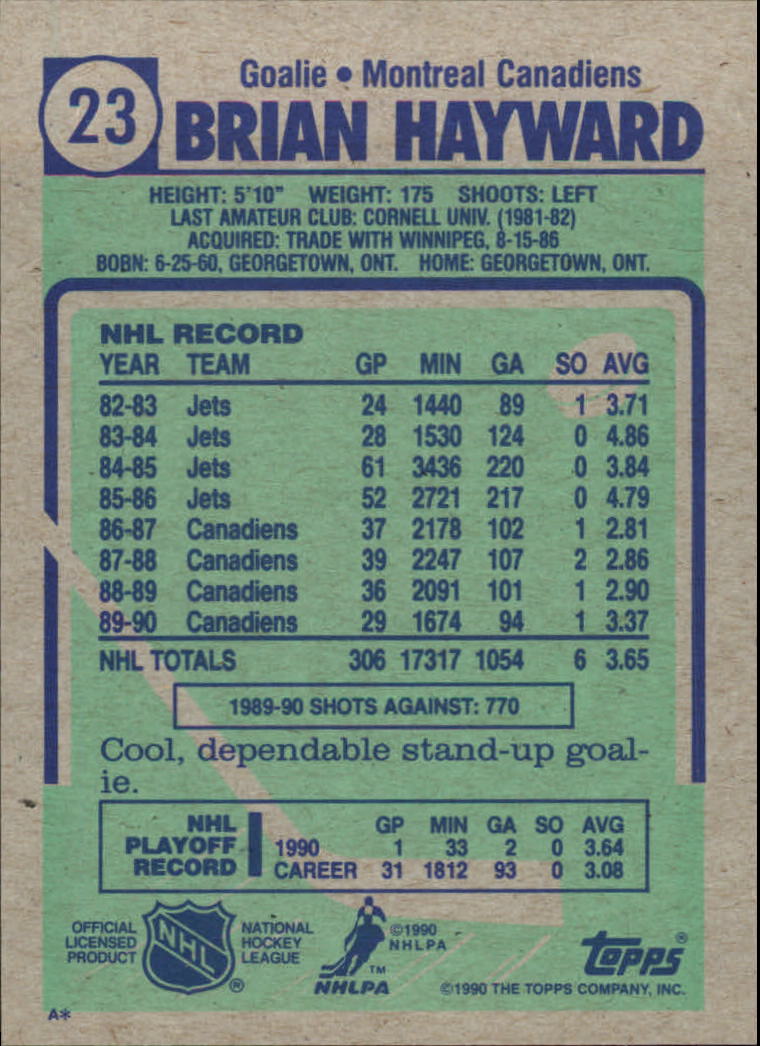 23
Goalie • Montreal Canadiens
BRIAN HAYWARD
HEIGHT: 5'10" WEIGHT: 175 SHOOTS: LEFT
LAST AMATEUR CLUB: CORNELL UNIV. (1981-82)
ACQUIRED: TRADE WITH WINNIPEG, 8-15-86
BOBN: 6-25-60, GEORGETOWN, ONT. HOME: GEORGETOWN, ONT.
NHL RECORD
YEAR TEAM GP MIN GA SO AVG
82-83 Jets 24 1440 89 1 3.71
83-84 Jets 28 1530 124 0 4.86
84-85 Jets 61 3436 220 0 3.84
85-86 Jets 52 2721 217 0 4.79
86-87 Canadiens 37 2178 102 1 2.81
87-88 Canadiens 39 2247 107 2 2.86
88-89 Canadiens 36 2091 101 1 2.90
89-90 Canadiens 29 1674 94 1 3.37
NHL TOTALS 306 17317 1054 6 3.65
1989-90 SHOTS AGAINST: 770
Cool, dependable stand-up goal-
ie.
NHL PLAYOFF RECORD
GP MIN GA SO AVG
1990 1 33 2 0 3.64
CAREER 31 1812 93 0 3.08
OFFICIAL LICENSED PRODUCT
NHL ®
NATIONAL HOCKEY LEAGUE
TM
NHLPA
©1990
NHLPA
topps ®
©1990 THE TOPPS COMPANY, INC.
A*